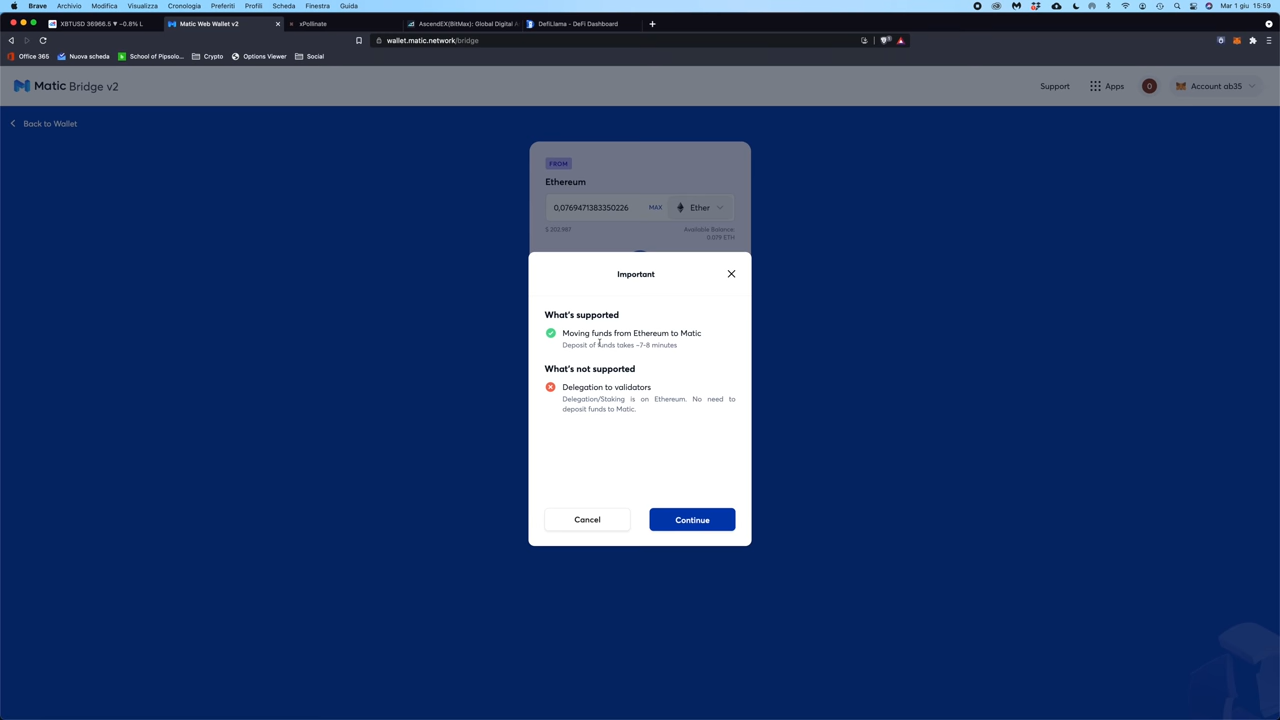 Brave Archivio Modifica Visualizza Cronologia Preferiti Profili Scheda Finestra Guida Mar 1 giu 15:59
XBTUSD 36966.5 ▼ −0.8% L Matic Web Wallet v2 xPollinate AscendEX(BitMax): Global Digital A DefiLlama - DeFi Dashboard
wallet.matic.network/bridge
Office 365 Nuova scheda School of Pipsolo... Crypto Options Viewer Social
Matic Bridge v2 Support Apps 0 Account ab35
Back to Wallet
FROM
Ethereum
0,0769471383350226 MAX Ether
$ 202.987 Available Balance:
0,079 ETH
Important
What's supported
Moving funds from Ethereum to Matic
Deposit of funds takes ~7-8 minutes
What's not supported
Delegation to validators
Delegation/Staking is on Ethereum. No need to
deposit funds to Matic.
Cancel Continue